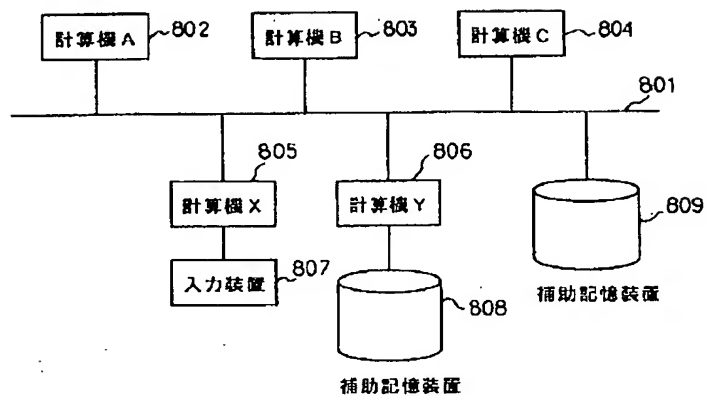 計算機A
802
計算機B
803
計算機C
804
801
805
806
計算機X
計算機Y
809
入力装置
807
808
補助記憶装置
補助記憶装置